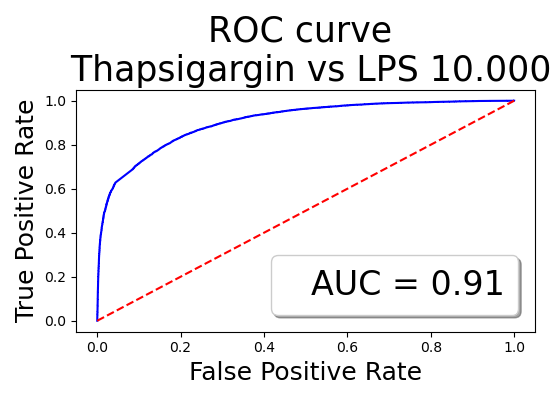 ROC curve
Thapsigargin vs LPS 10.000
True Positive Rate
1.0
0.8
0.6
0.4
0.2
0.0
AUC = 0.91
0.0 0.2 0.4 0.6 0.8 1.0
False Positive Rate